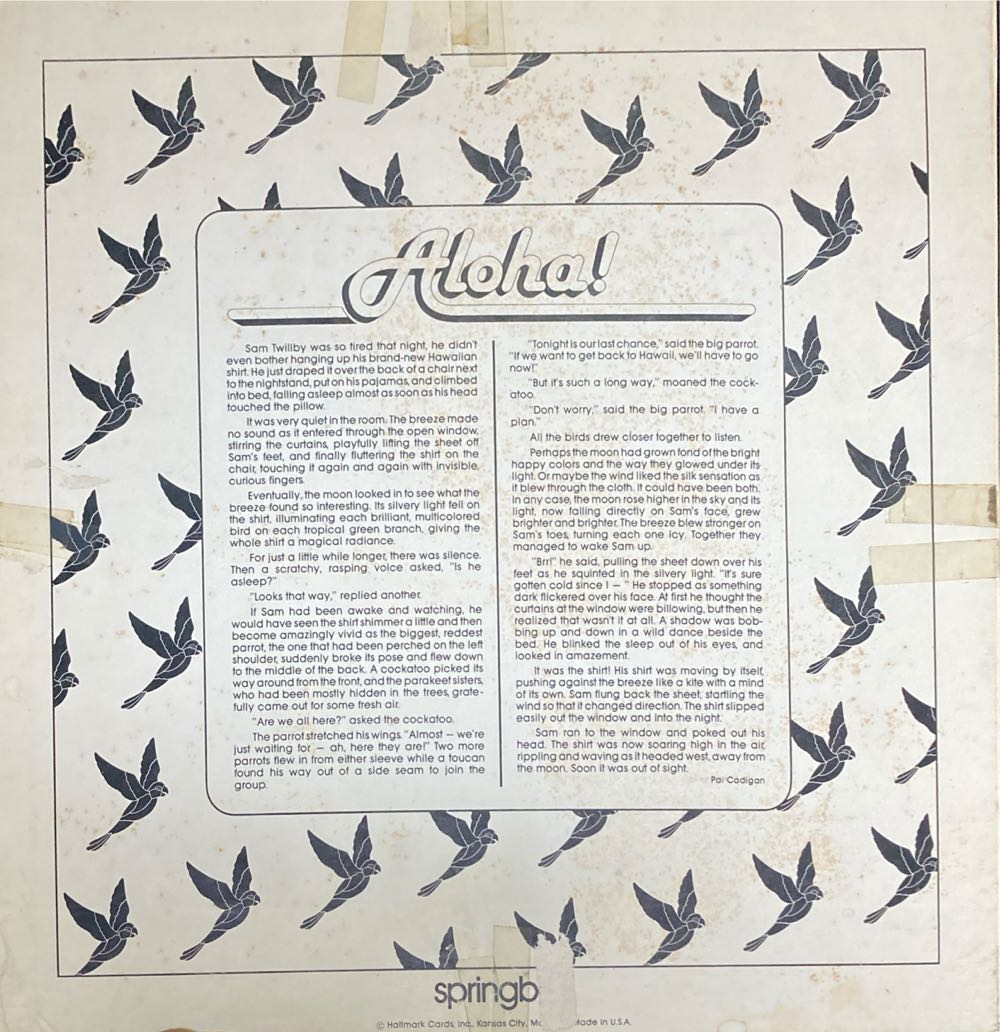 Aloha!
Sam Twillby was so tired that night, he didn't
even bother hanging up his brand-new Hawaiian
shirt. He just draped it over the back of a chair next
to the nightstand, put on his pajamas, and climbed
into bed, falling asleep almost as soon as his head
touched the pillow.
It was very quiet in the room. The breeze made
no sound as it entered through the open window,
stirring the curtains, playfully lifting the sheet off
Sam's feet, and finally fluttering the shirt on the
chair, touching it again and again with invisible,
curious fingers.
Eventually, the moon looked in to see what the
breeze found so interesting. Its silvery light fell on
the shirt, illuminating each brilliant, multicolored
bird on each tropical green branch, giving the
whole shirt a magical radiance.
For just a little while longer, there was silence.
Then a scratchy, rasping voice asked, "Is he
asleep?"
"Looks that way," replied another.
If Sam had been awake and watching, he
would have seen the shirt shimmer a little and then
become amazingly vivid as the biggest, reddest
parrot, the one that had been perched on the left
shoulder, suddenly broke its pose and flew down
to the middle of the back. A cockatoo picked its
way around from the front, and the parakeet sisters,
who had been mostly hidden in the trees, grate-
fully came out for some fresh air.
"Are we all here?" asked the cockatoo.
The parrot stretched his wings. "Almost — we're
just waiting for — ah, here they are!" Two more
parrots flew in from either sleeve while a toucan
found his way out of a side seam to join the
group.
"Tonight is our last chance," said the big parrot.
"If we want to get back to Hawaii, we'll have to go
now!"
"But it's such a long way," moaned the cock-
atoo.
"Don't worry," said the big parrot. "I have a
plan."
All the birds drew closer together to listen.
Perhaps the moon had grown fond of the bright
happy colors and the way they glowed under its
light. Or maybe the wind liked the silk sensation as
it blew through the cloth. It could have been both.
In any case, the moon rose higher in the sky and its
light, now falling directly on Sam's face, grew
brighter and brighter. The breeze blew stronger on
Sam's toes, turning each one icy. Together they
managed to wake Sam up.
"Brr!" he said, pulling the sheet down over his
feet as he squinted in the silvery light. "It's sure
gotten cold since I — " He stopped as something
dark flickered over his face. At first he thought the
curtains at the window were billowing, but then he
realized that wasn't it at all. A shadow was bob-
bing up and down in a wild dance beside the
bed. He blinked the sleep out of his eyes, and
looked in amazement.
It was the shirt! His shirt was moving by itself,
pushing against the breeze like a kite with a mind
of its own. Sam flung back the sheet, startling the
wind so that it changed direction. The shirt slipped
easily out the window and into the night.
Sam ran to the window and poked out his
head. The shirt was now soaring high in the air,
rippling and waving as it headed west, away from
the moon. Soon it was out of sight.
Pat Cadigan
springb
© Hallmark Cards, Inc., Kansas City, Made in U.S.A.